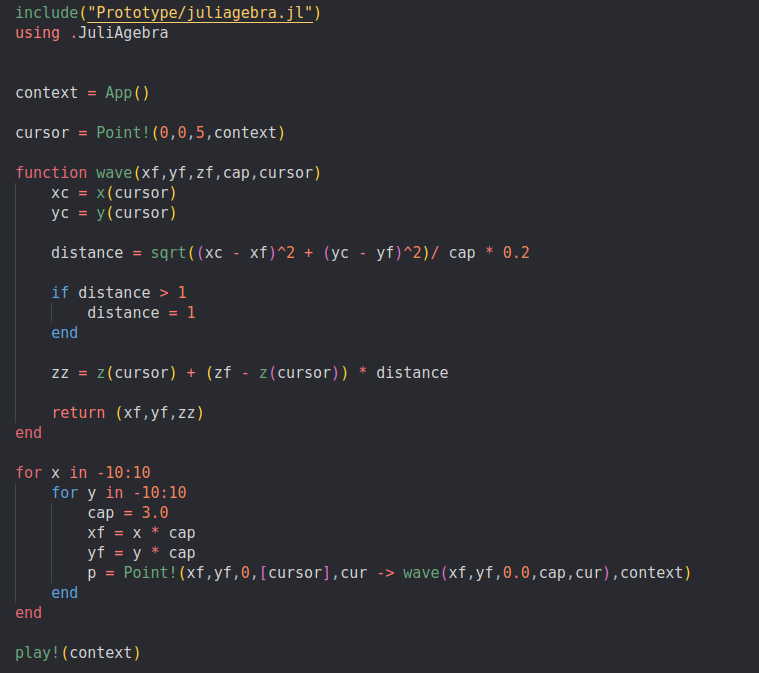 include("Prototype/juliagebra.jl")
using .JuliAgebra
context = App()
cursor = Point!(0,0,5,context)
function wave(xf,yf,zf,cap,cursor)
    xc = x(cursor)
    yc = y(cursor)
    distance = sqrt((xc - xf)^2 + (yc - yf)^2)/ cap * 0.2
    if distance > 1
        distance = 1
    end
    zz = z(cursor) + (zf - z(cursor)) * distance
    return (xf,yf,zz)
end
for x in -10:10
    for y in -10:10
        cap = 3.0
        xf = x * cap
        yf = y * cap
        p = Point!(xf,yf,0,[cursor],cur -> wave(xf,yf,0.0,cap,cur),context)
    end
end
play!(context)